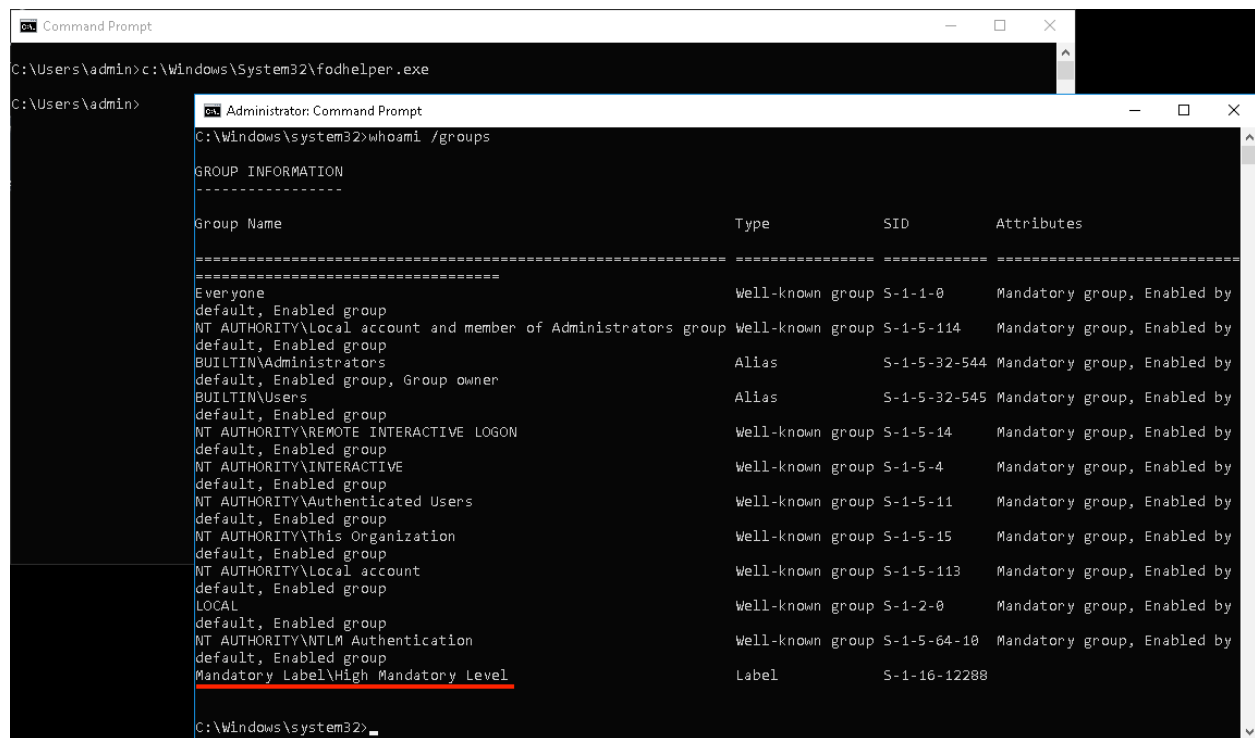 Command Prompt
C:\Users\admin>c:\Windows\System32\fodhelper.exe
C:\Users\admin>
Administrator: Command Prompt
C:\Windows\system32>whoami /groups
GROUP INFORMATION
-----------------
Group Name Type SID Attributes
============================================================= ================ ============ ============================
===================================
Everyone Well-known group S-1-1-0 Mandatory group, Enabled by
default, Enabled group
NT AUTHORITY\Local account and member of Administrators group Well-known group S-1-5-114 Mandatory group, Enabled by
default, Enabled group
BUILTIN\Administrators Alias S-1-5-32-544 Mandatory group, Enabled by
default, Enabled group, Group owner
BUILTIN\Users Alias S-1-5-32-545 Mandatory group, Enabled by
default, Enabled group
NT AUTHORITY\REMOTE INTERACTIVE LOGON Well-known group S-1-5-14 Mandatory group, Enabled by
default, Enabled group
NT AUTHORITY\INTERACTIVE Well-known group S-1-5-4 Mandatory group, Enabled by
default, Enabled group
NT AUTHORITY\Authenticated Users Well-known group S-1-5-11 Mandatory group, Enabled by
default, Enabled group
NT AUTHORITY\This Organization Well-known group S-1-5-15 Mandatory group, Enabled by
default, Enabled group
NT AUTHORITY\Local account Well-known group S-1-5-113 Mandatory group, Enabled by
default, Enabled group
LOCAL Well-known group S-1-2-0 Mandatory group, Enabled by
default, Enabled group
NT AUTHORITY\NTLM Authentication Well-known group S-1-5-64-10 Mandatory group, Enabled by
default, Enabled group
Mandatory Label\High Mandatory Level Label S-1-16-12288
C:\Windows\system32>